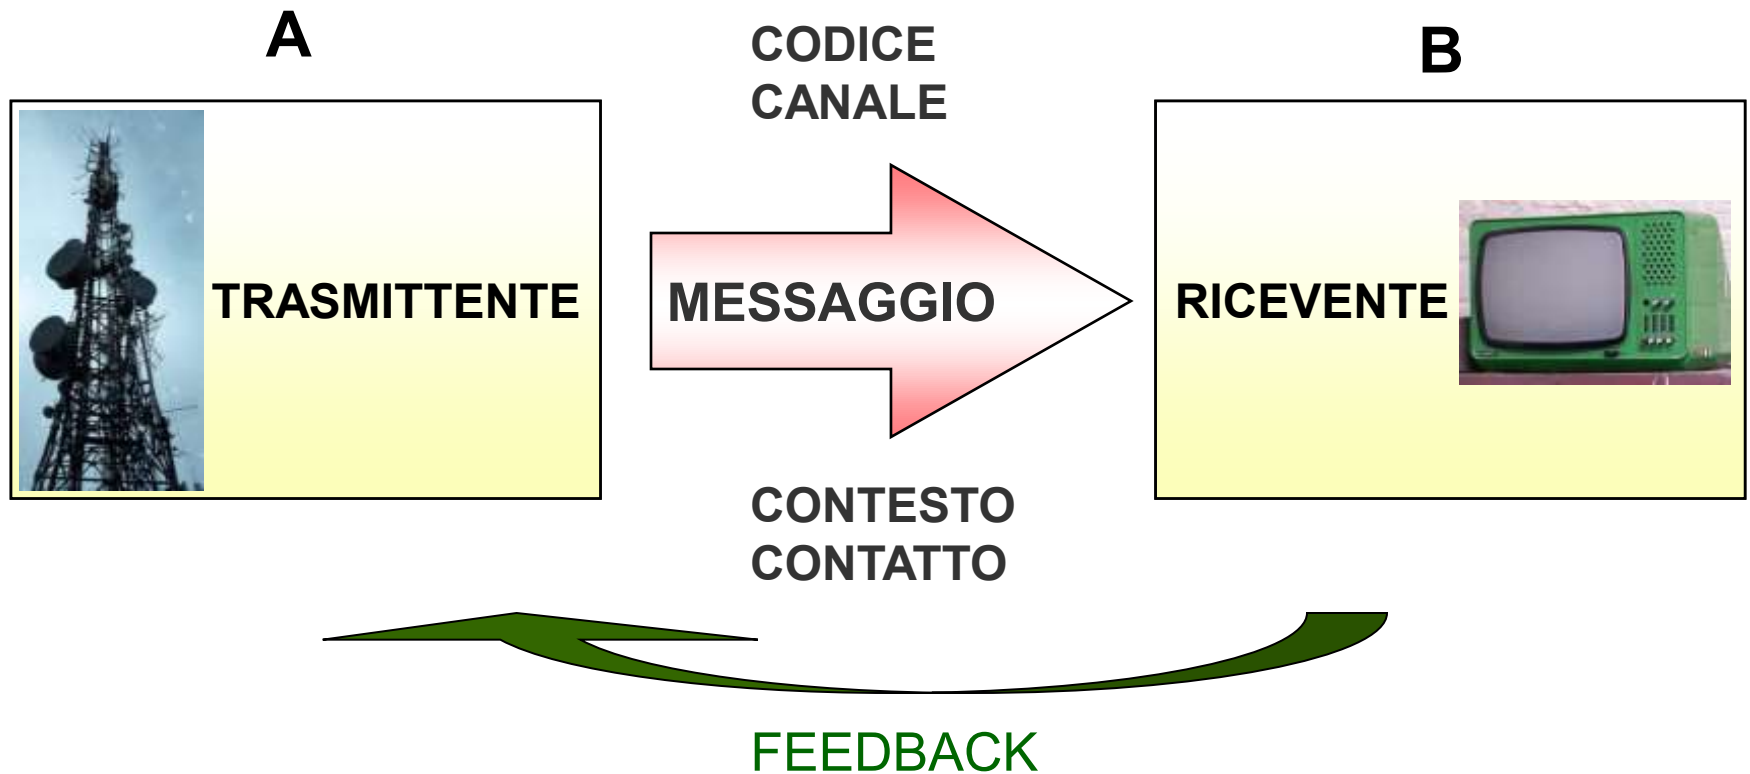 A
CODICE
CANALE
B
TRASMITTENTE
MESSAGGIO
RICEVENTE
CONTESTO
CONTATTO
FEEDBACK